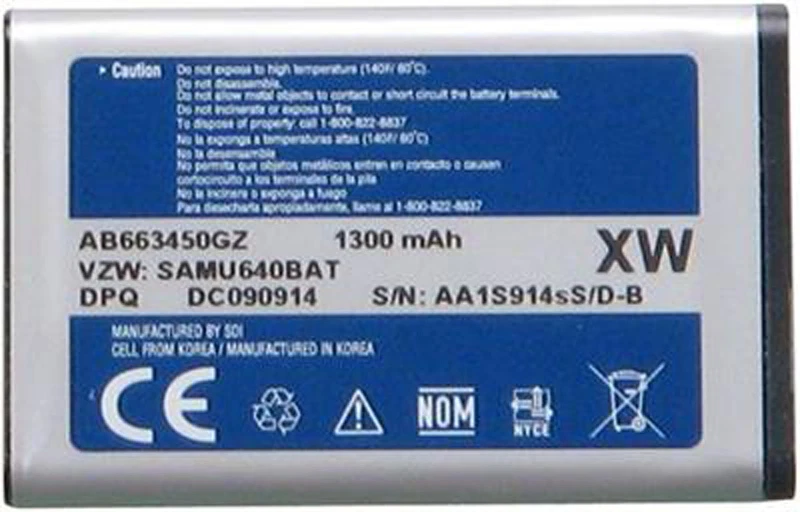 Caution
Do not expose to high temperature (140F/ 60°C).
Do not disassemble.
Do not allow metal objects to contact or short circuit the battery terminals.
Do not incinerate or expose to fire.
To dispose of property: call 1-800-822-8837
No la exponga a temperaturas altas (140F/ 60°C)
No la desensamble
No permita que objetos metálicos entren en contacto o causen
cortocircuito a los terminales de la pila
No la incinere o exponga a fuego
Para desecharla apropiadamente, llame al 1-800-822-8837
AB663450GZ 1300 mAh XW
VZW: SAMU640BAT
DPQ DC090914 S/N: AA1S914sS/D-B
MANUFACTURED BY SDI
CELL FROM KOREA / MANUFACTURED IN KOREA
CE NOM NYCE